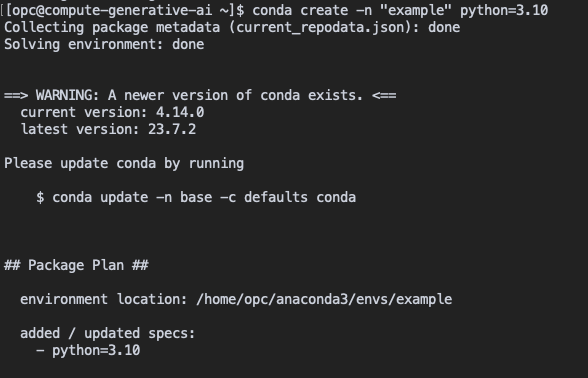 [[opc@compute-generative-ai ~]$ conda create -n "example" python=3.10
Collecting package metadata (current_repodata.json): done
Solving environment: done
==> WARNING: A newer version of conda exists. <==
current version: 4.14.0
latest version: 23.7.2
Please update conda by running
$ conda update -n base -c defaults conda
## Package Plan ##
environment location: /home/opc/anaconda3/envs/example
added / updated specs:
- python=3.10